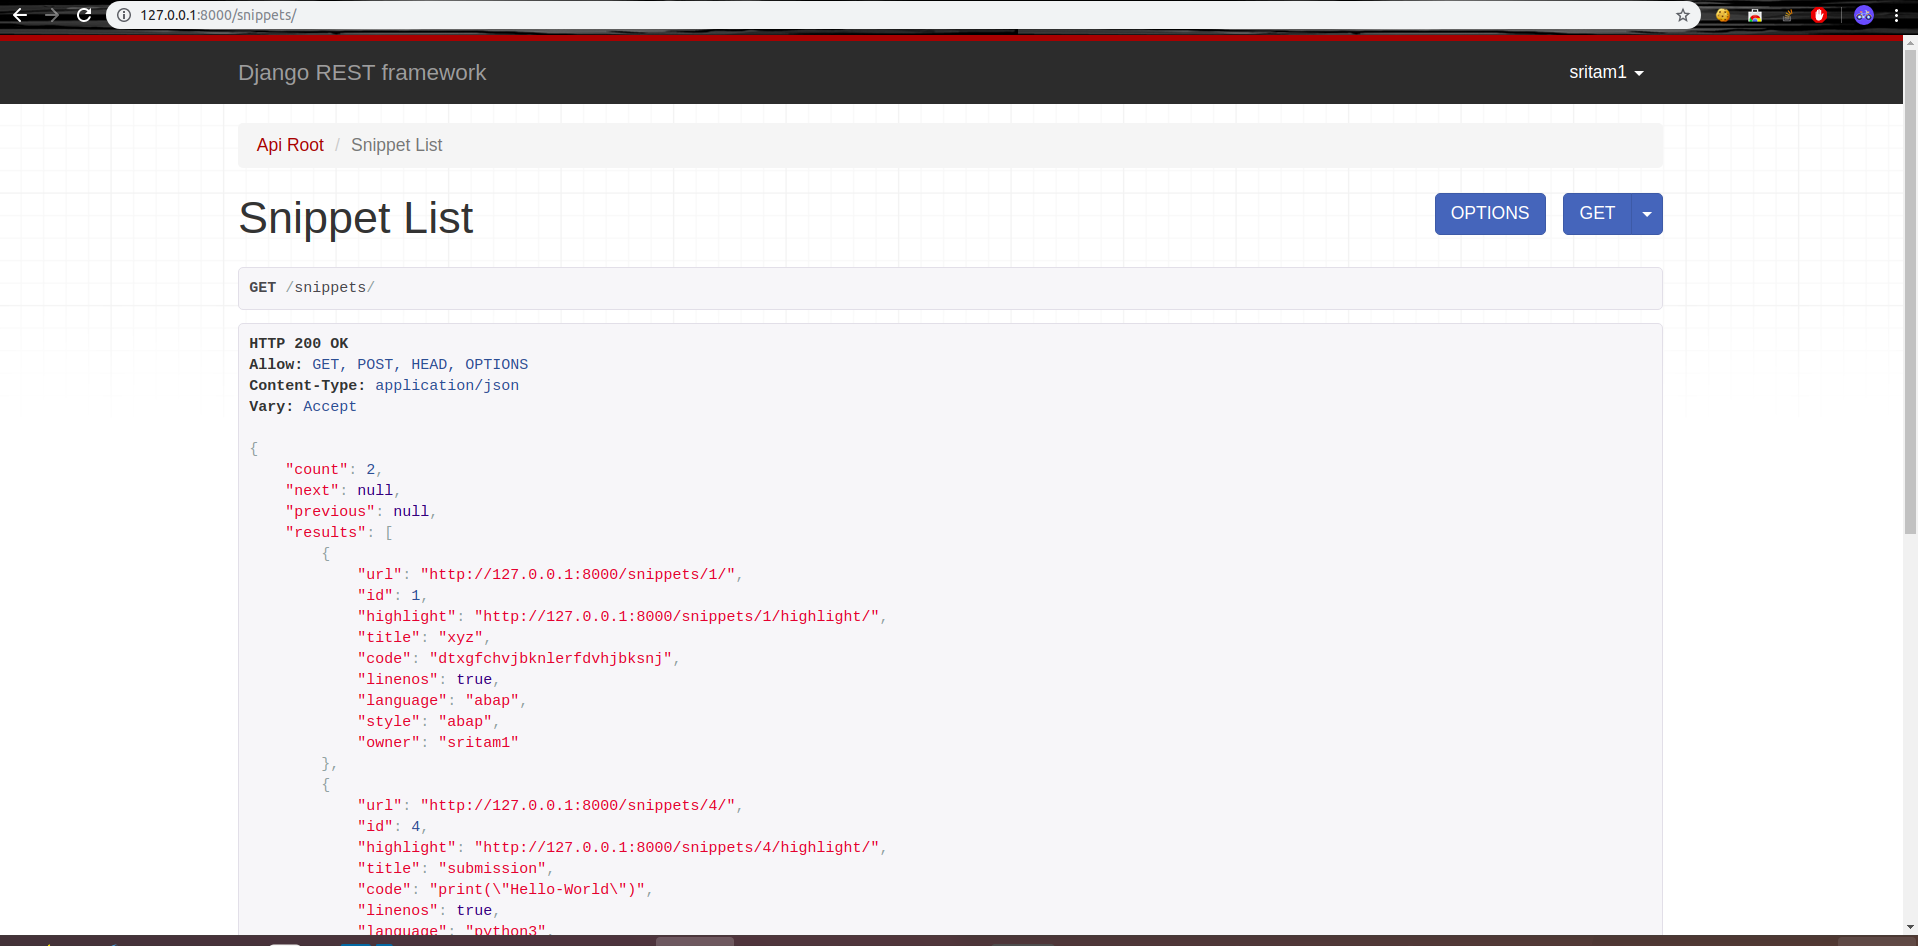 127.0.0.1:8000/snippets/
Django REST framework
sritam1
Api Root / Snippet List
Snippet List
OPTIONS
GET
GET /snippets/
HTTP 200 OK
Allow: GET, POST, HEAD, OPTIONS
Content-Type: application/json
Vary: Accept
{
    "count": 2,
    "next": null,
    "previous": null,
    "results": [
        {
            "url": "http://127.0.0.1:8000/snippets/1/",
            "id": 1,
            "highlight": "http://127.0.0.1:8000/snippets/1/highlight/",
            "title": "xyz",
            "code": "dtxgfchvjbknlerfdvhjbksnj",
            "linenos": true,
            "language": "abap",
            "style": "abap",
            "owner": "sritam1"
        },
        {
            "url": "http://127.0.0.1:8000/snippets/4/",
            "id": 4,
            "highlight": "http://127.0.0.1:8000/snippets/4/highlight/",
            "title": "submission",
            "code": "print(\"Hello-World\")",
            "linenos": true,
            "language": "python3",